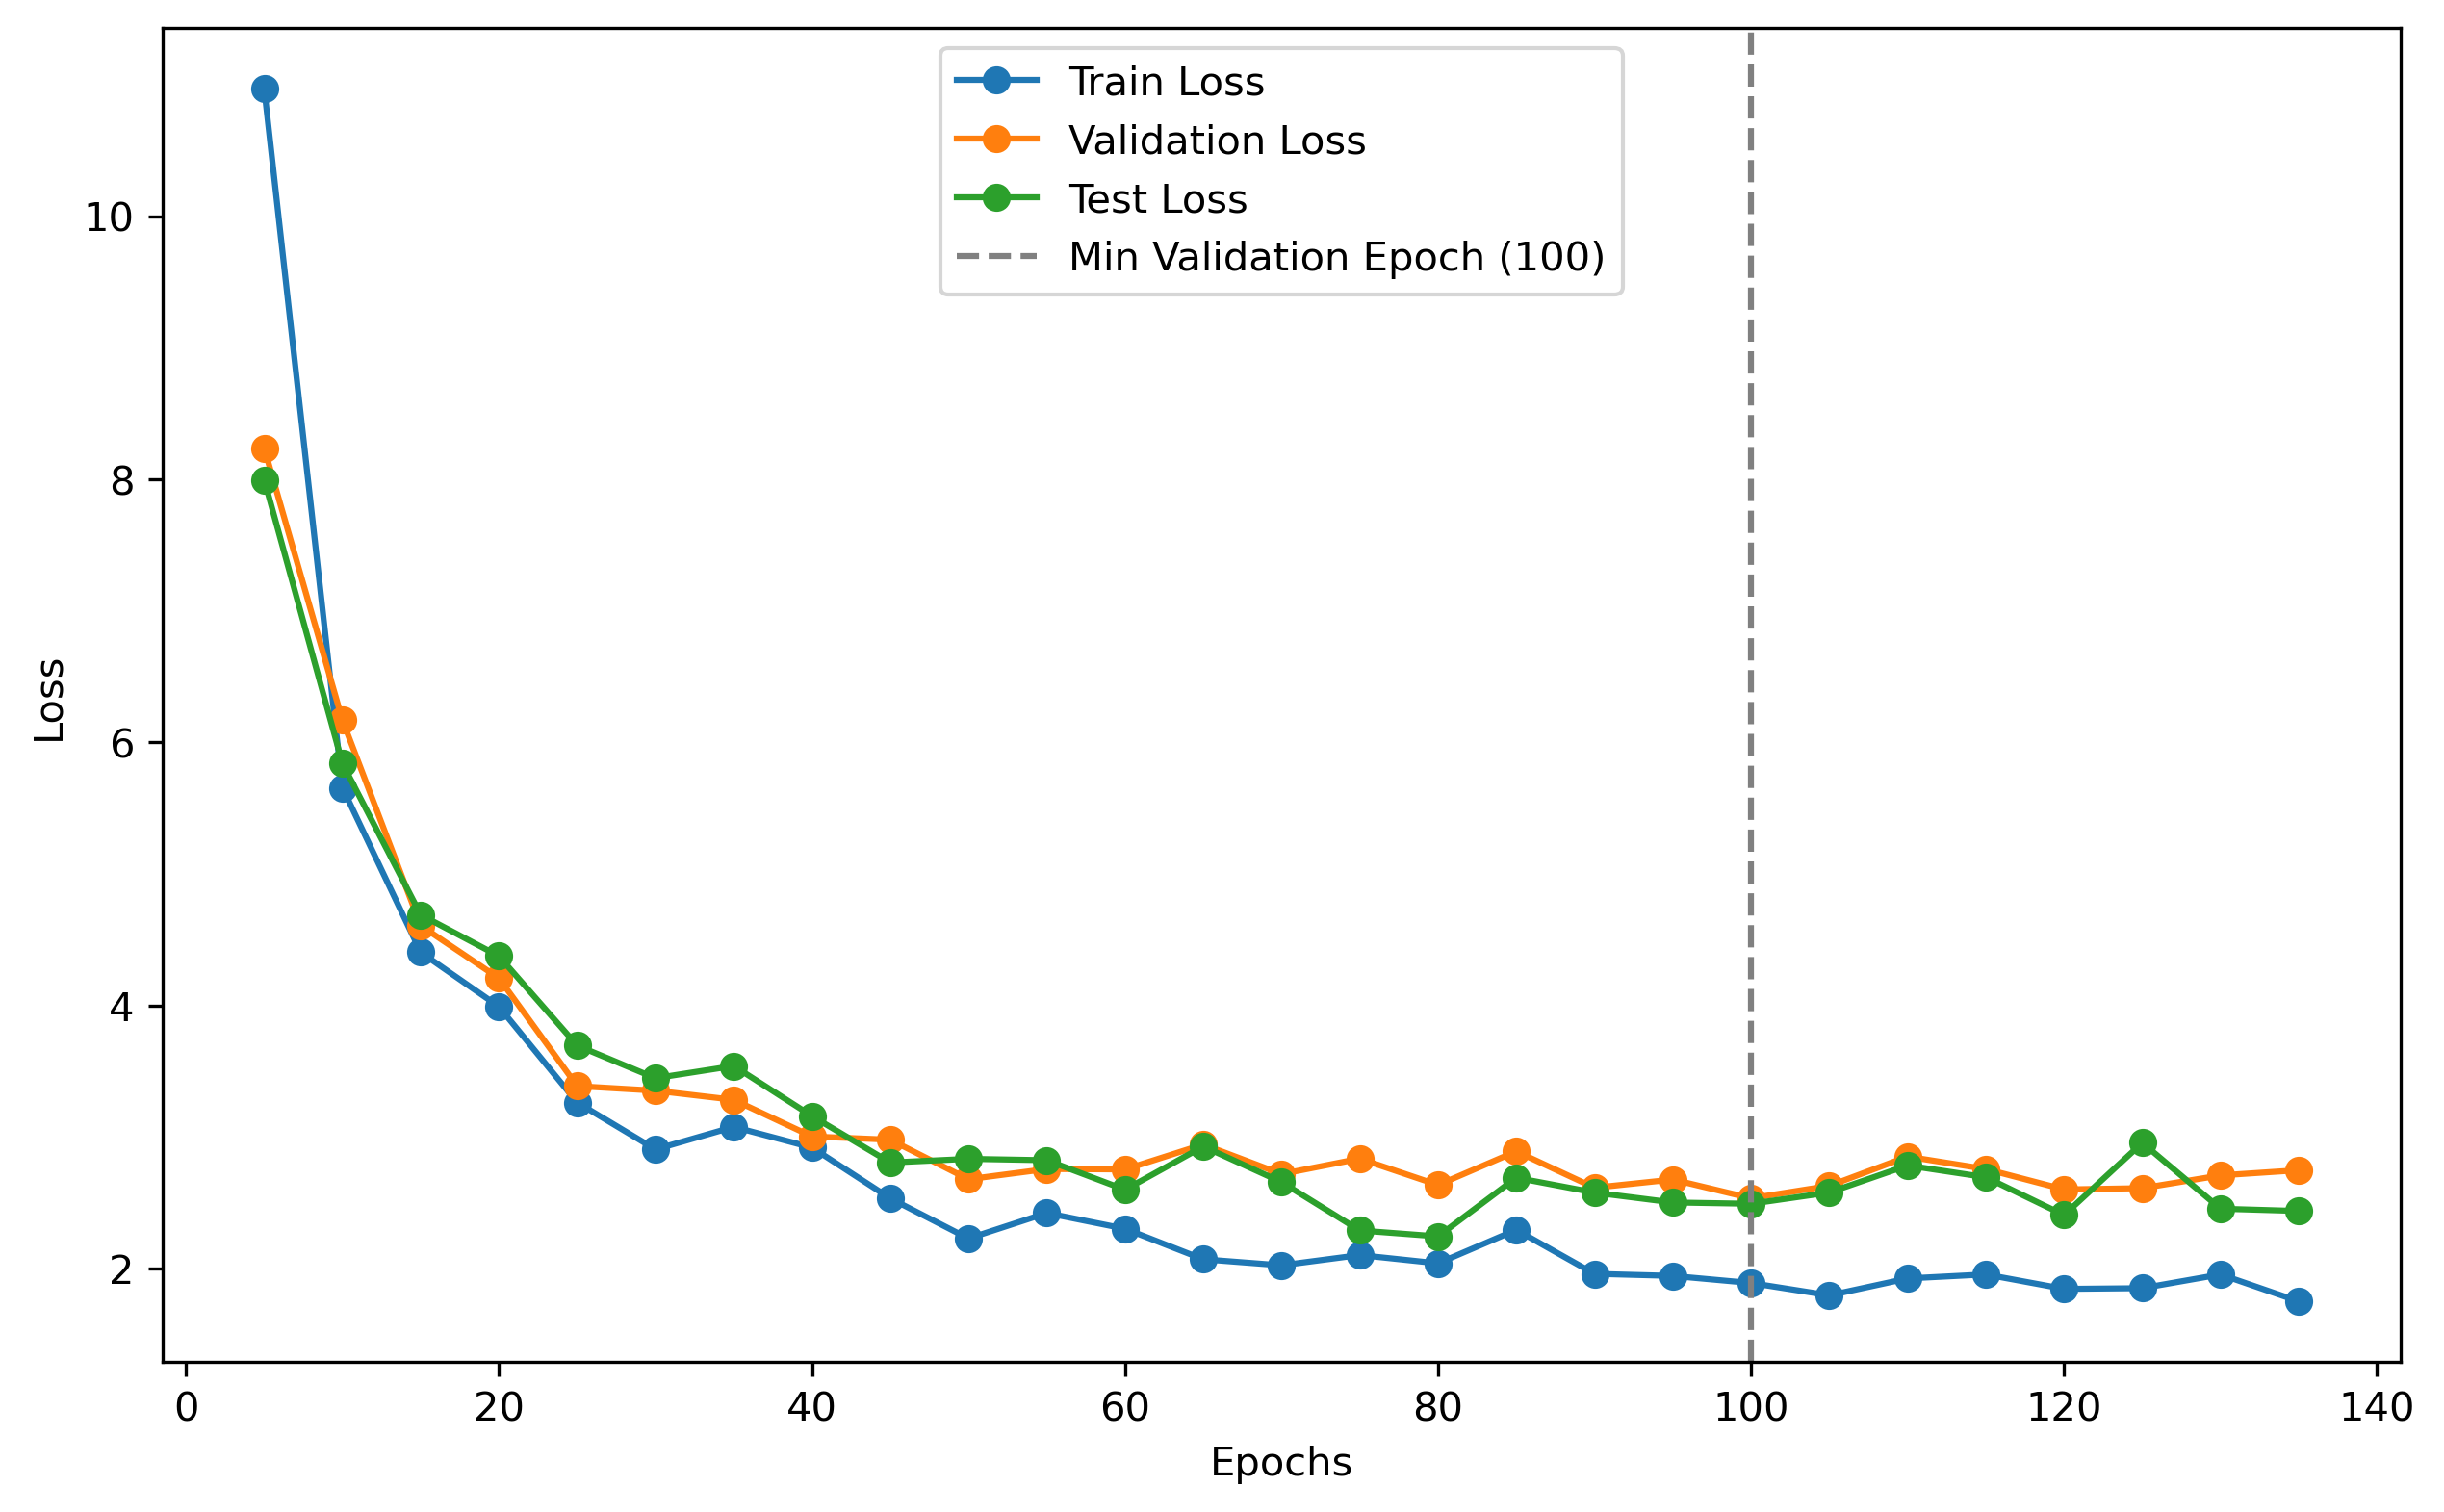 Train Loss
Validation Loss
Test Loss
Min Validation Epoch (100)
10
8
6
4
2
Loss
0 20 40 60 80 100 120 140
Epochs